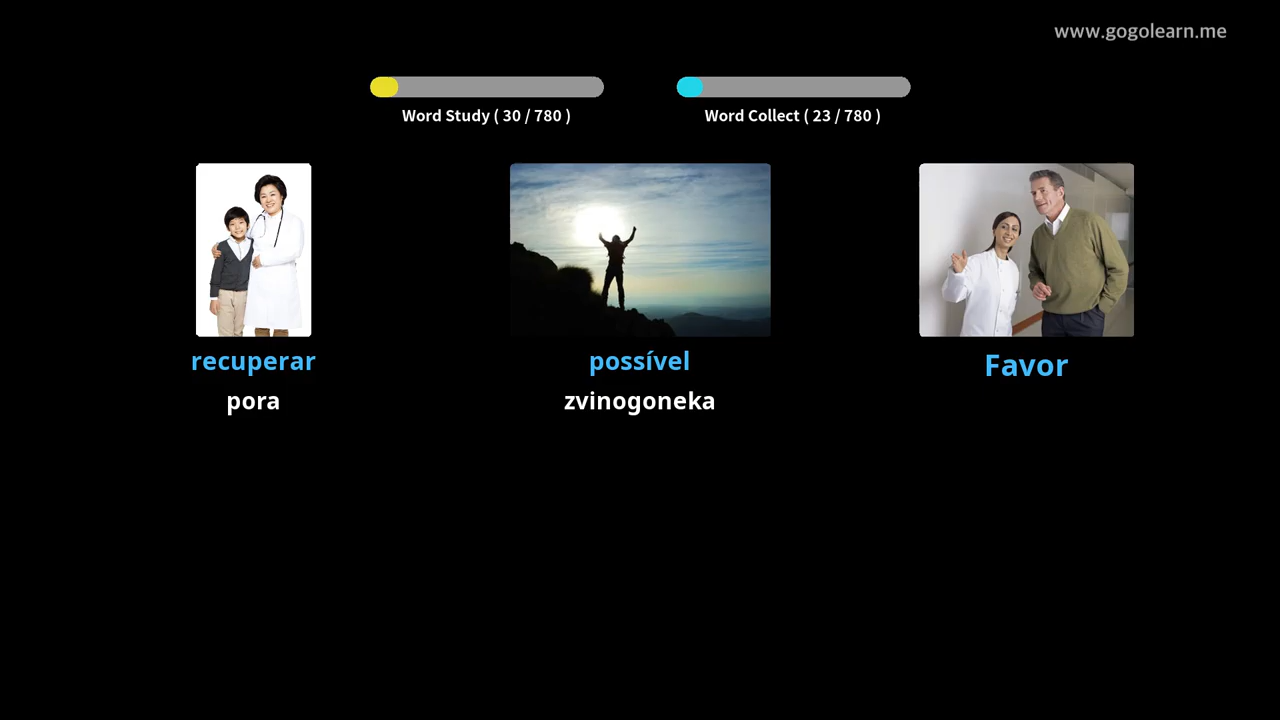 www.gogolearn.me
Word Study ( 30 / 780 )
Word Collect ( 23 / 780 )
recuperar
pora
possível
zvinogoneka
Favor